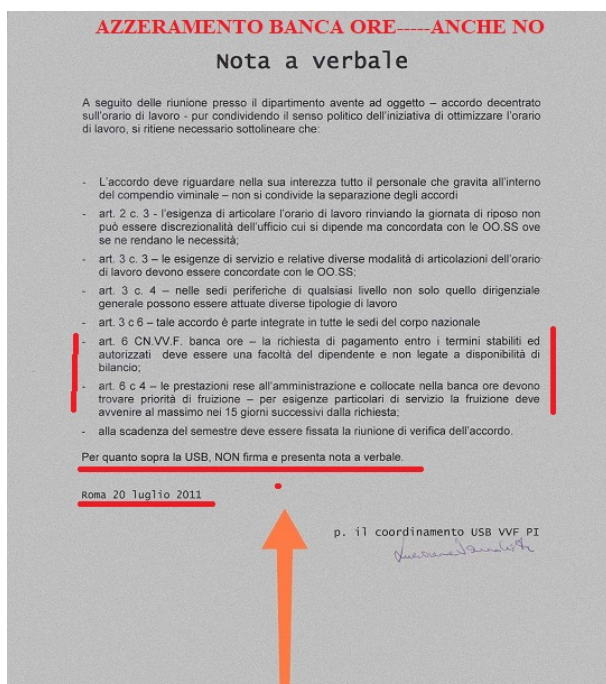 AZZERAMENTO BANCA ORE-----ANCHE NO
Nota a verbale
A seguito delle riunione presso il dipartimento avente ad oggetto – accordo decentrato
sull'orario di lavoro - pur condividendo il senso politico dell'iniziativa di ottimizzare l'orario
di lavoro, si ritiene necessario sottolineare che:
- L'accordo deve riguardare nella sua interezza tutto il personale che gravita all'interno
del compendio viminale – non si condivide la separazione degli accordi
- art. 2 c. 3 - l'esigenza di articolare l'orario di lavoro rinviando la giornata di riposo non
può essere discrezionalità dell'ufficio cui si dipende ma concordata con le OO.SS ove
se ne rendano le necessità;
- art. 3 c. 3 – le esigenze di servizio e relative diverse modalità di articolazioni dell'orario
di lavoro devono essere concordate con le OO.SS:
- art. 3 c. 4 – nelle sedi periferiche di qualsiasi livello non solo quello dirigenziale
generale possono essere attuate diverse tipologie di lavoro
- art. 3 c 6 – tale accordo è parte integrate in tutte le sedi del corpo nazionale
- art. 6 CN.VV.F. banca ore – la richiesta di pagamento entro i termini stabiliti ed
autorizzati deve essere una facoltà del dipendente e non legate a disponibilità di
bilancio;
- art. 6 c 4 – le prestazioni rese all'amministrazione e collocate nella banca ore devono
trovare priorità di fruizione – per esigenze particolari di servizio la fruizione deve
avvenire al massimo nei 15 giorni successivi dalla richiesta;
- alla scadenza del semestre deve essere fissata la riunione di verifica dell'accordo.
Per quanto sopra la USB, NON firma e presenta nota a verbale.
Roma 20 luglio 2011
p. il coordinamento USB VVF PI